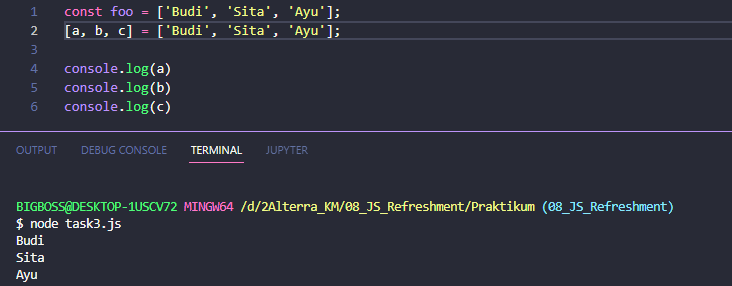 1 const foo = ['Budi', 'Sita', 'Ayu'];
2 [a, b, c] = ['Budi', 'Sita', 'Ayu'];
4 console.log(a)
5 console.log(b)
6 console.log(c)
OUTPUT DEBUG CONSOLE TERMINAL JUPYTER
BIGBOSS@DESKTOP-1USCV72 MINGW64 /d/2Alterra_KM/08_JS_Refreshment/Praktikum (08_JS_Refreshment)
$ node task3.js
Budi
Sita
Ayu